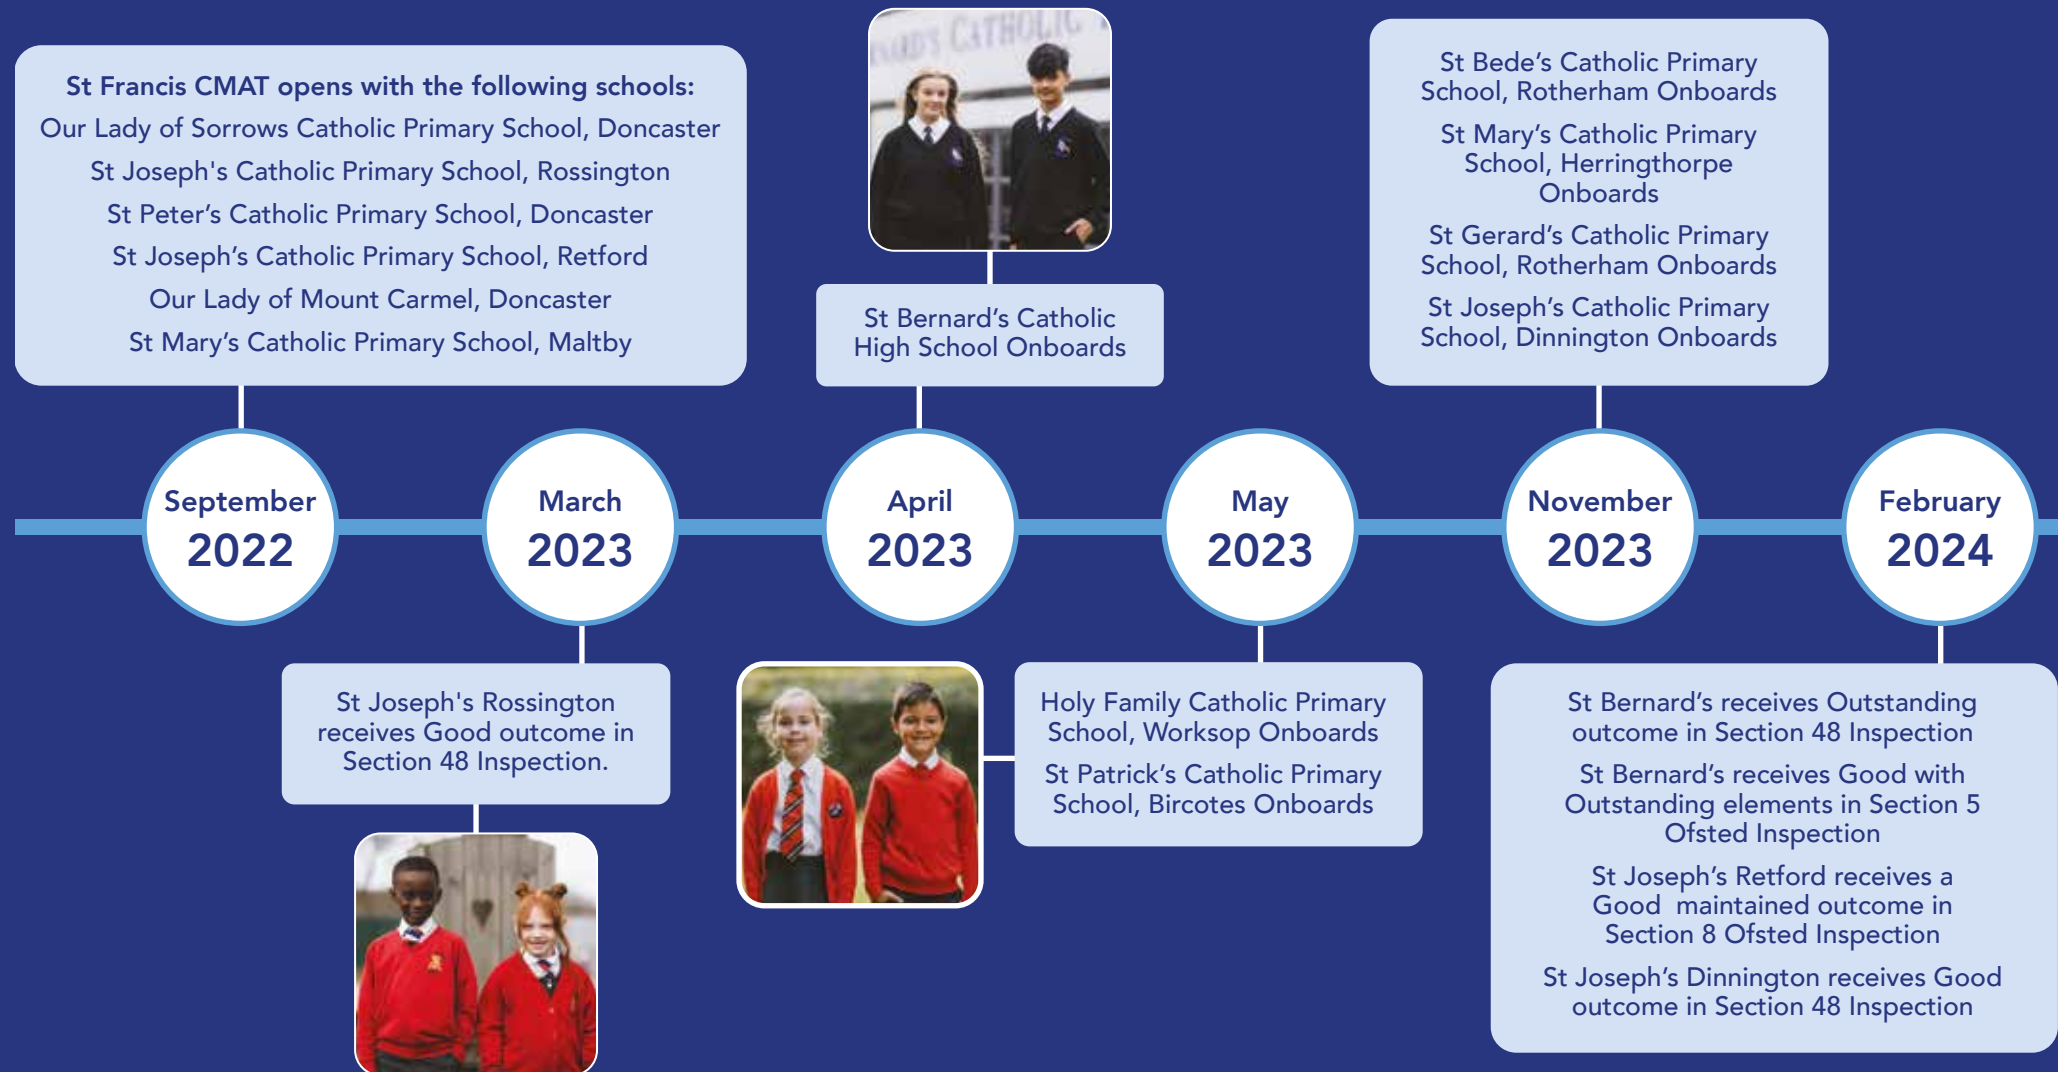 St Francis CMAT opens with the following schools:
Our Lady of Sorrows Catholic Primary School, Doncaster
St Joseph's Catholic Primary School, Rossington
St Peter’s Catholic Primary School, Doncaster
St Joseph’s Catholic Primary School, Retford
Our Lady of Mount Carmel, Doncaster
St Mary’s Catholic Primary School, Maltby
September
2022
March
2023
St Joseph's Rossington
receives Good outcome in
Section 48 Inspection.
CATHOLIC
St Bernard’s Catholic
High School Onboards
April
2023
May
2023
Holy Family Catholic Primary
School, Worksop Onboards
St Patrick’s Catholic Primary
School, Bircotes Onboards
St Bede’s Catholic Primary
School, Rotherham Onboards
St Mary’s Catholic Primary
School, Herringthorpe
Onboards
St Gerard’s Catholic Primary
School, Rotherham Onboards
St Joseph’s Catholic Primary
School, Dinnington Onboards
November
2023
February
2024
St Bernard’s receives Outstanding
outcome in Section 48 Inspection
St Bernard’s receives Good with
Outstanding elements in Section 5
Ofsted Inspection
St Joseph’s Retford receives a
Good  maintained outcome in
Section 8 Ofsted Inspection
St Joseph’s Dinnington receives Good
outcome in Section 48 Inspection